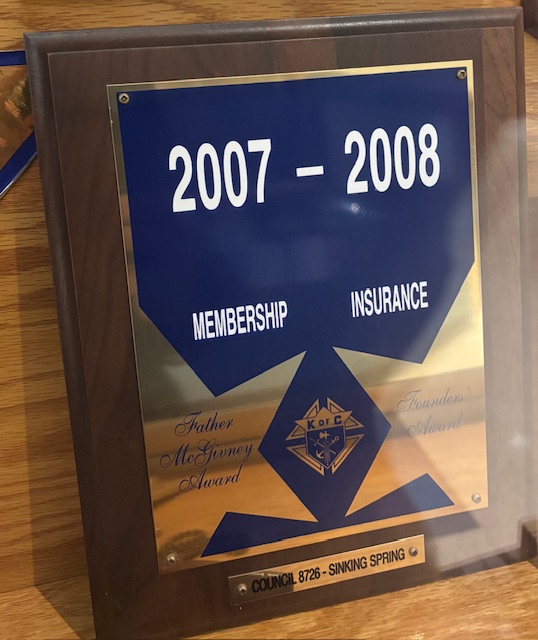 2007 – 2008
MEMBERSHIP INSURANCE
Father
McGivney
Award
Founders'
Award
K OF C
COUNCIL 8726 - SINKING SPRING